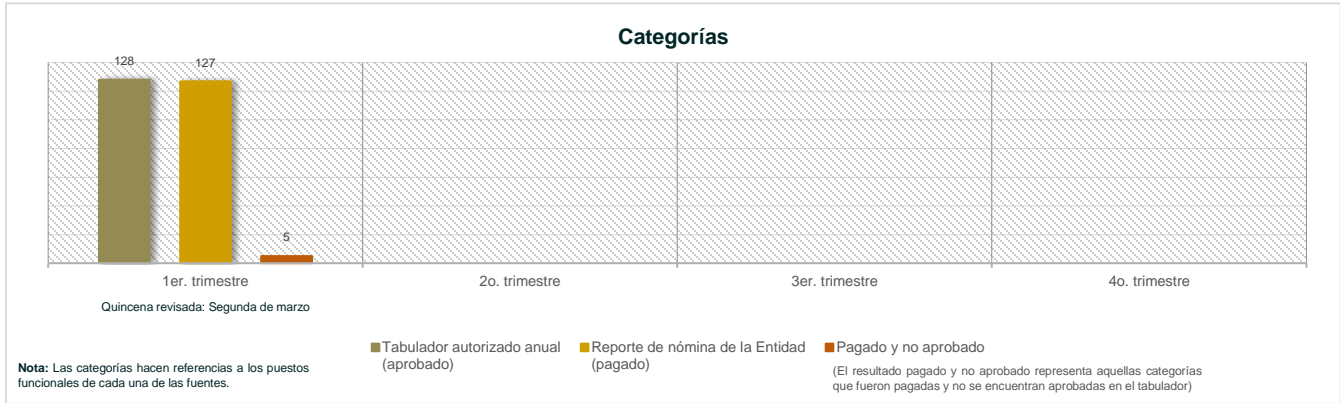 Categorías
128
127
5
1er. trimestre
2o. trimestre
3er. trimestre
4o. trimestre
Quincena revisada: Segunda de marzo
Tabulador autorizado anual
(aprobado)
Reporte de nómina de la Entidad
(pagado)
Pagado y no aprobado
(El resultado pagado y no aprobado representa aquellas categorías
que fueron pagadas y no se encuentran aprobadas en el tabulador)
Nota: Las categorías hacen referencias a los puestos
funcionales de cada una de las fuentes.